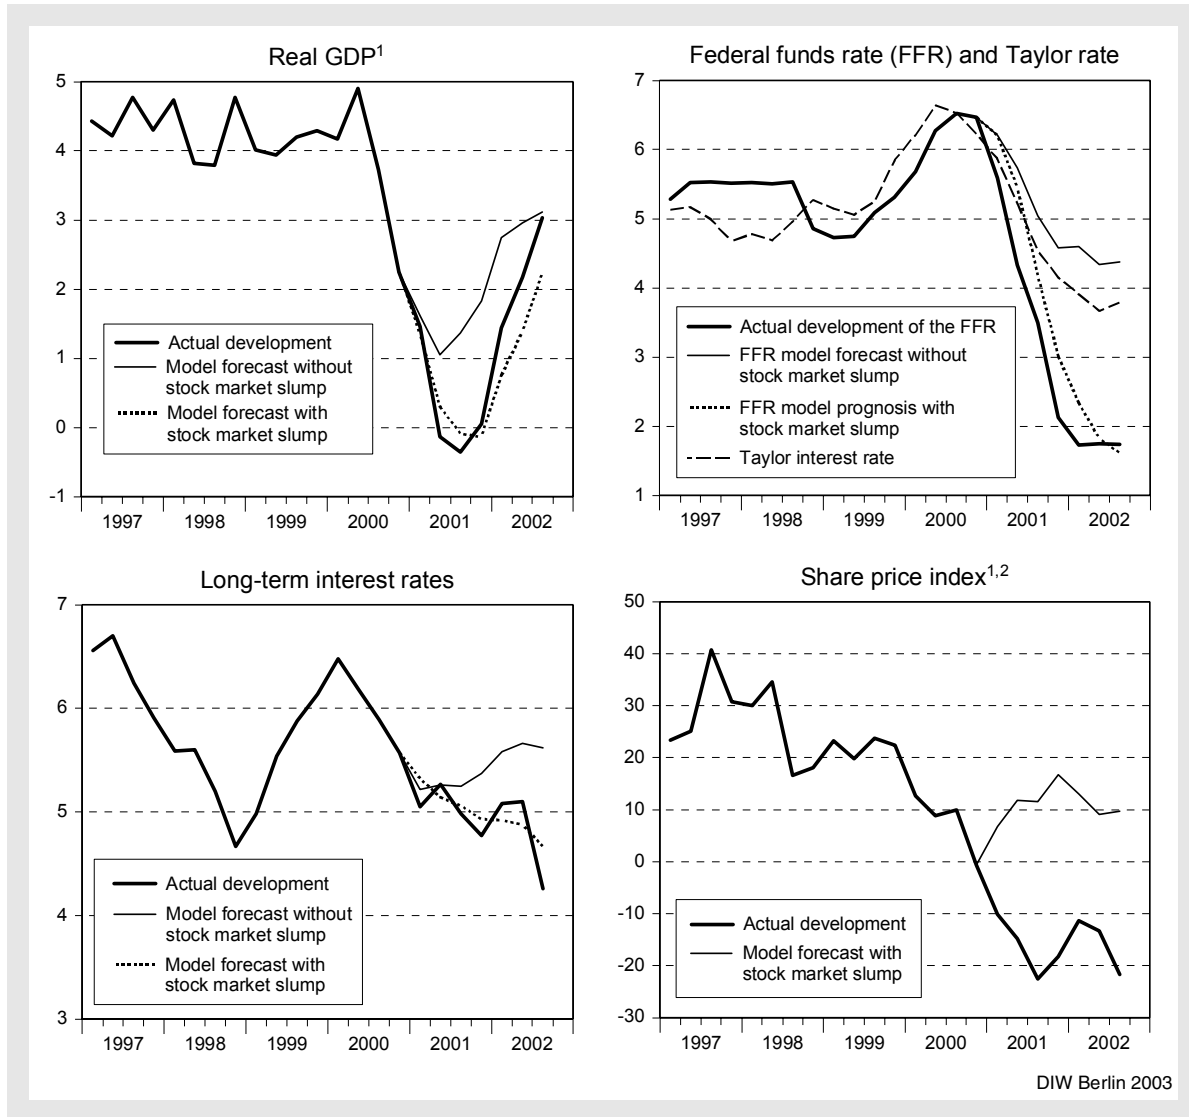 Real GDP1
5
4
3
2
1
0
-1
Actual development
Model forecast without
stock market slump
Model forecast with
stock market slump
1997 1998 1999 2000 2001 2002
Federal funds rate (FFR) and Taylor rate
7
6
5
4
3
2
1
Actual development of the FFR
FFR model forecast without
stock market slump
FFR model prognosis with
stock market slump
Taylor interest rate
1997 1998 1999 2000 2001 2002
Long-term interest rates
7
6
5
4
3
Actual development
Model forecast without
stock market slump
Model forecast with
stock market slump
1997 1998 1999 2000 2001 2002
Share price index1,2
50
40
30
20
10
0
-10
-20
-30
Actual development
Model forecast with
stock market slump
1997 1998 1999 2000 2001 2002
DIW Berlin 2003